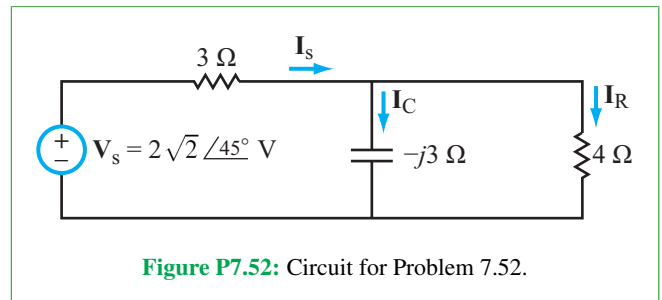 3 Ω
I_s
I_C
I_R
+
−
V_s = 2√2 ∠45° V
−j3 Ω
4 Ω
Figure P7.52: Circuit for Problem 7.52.